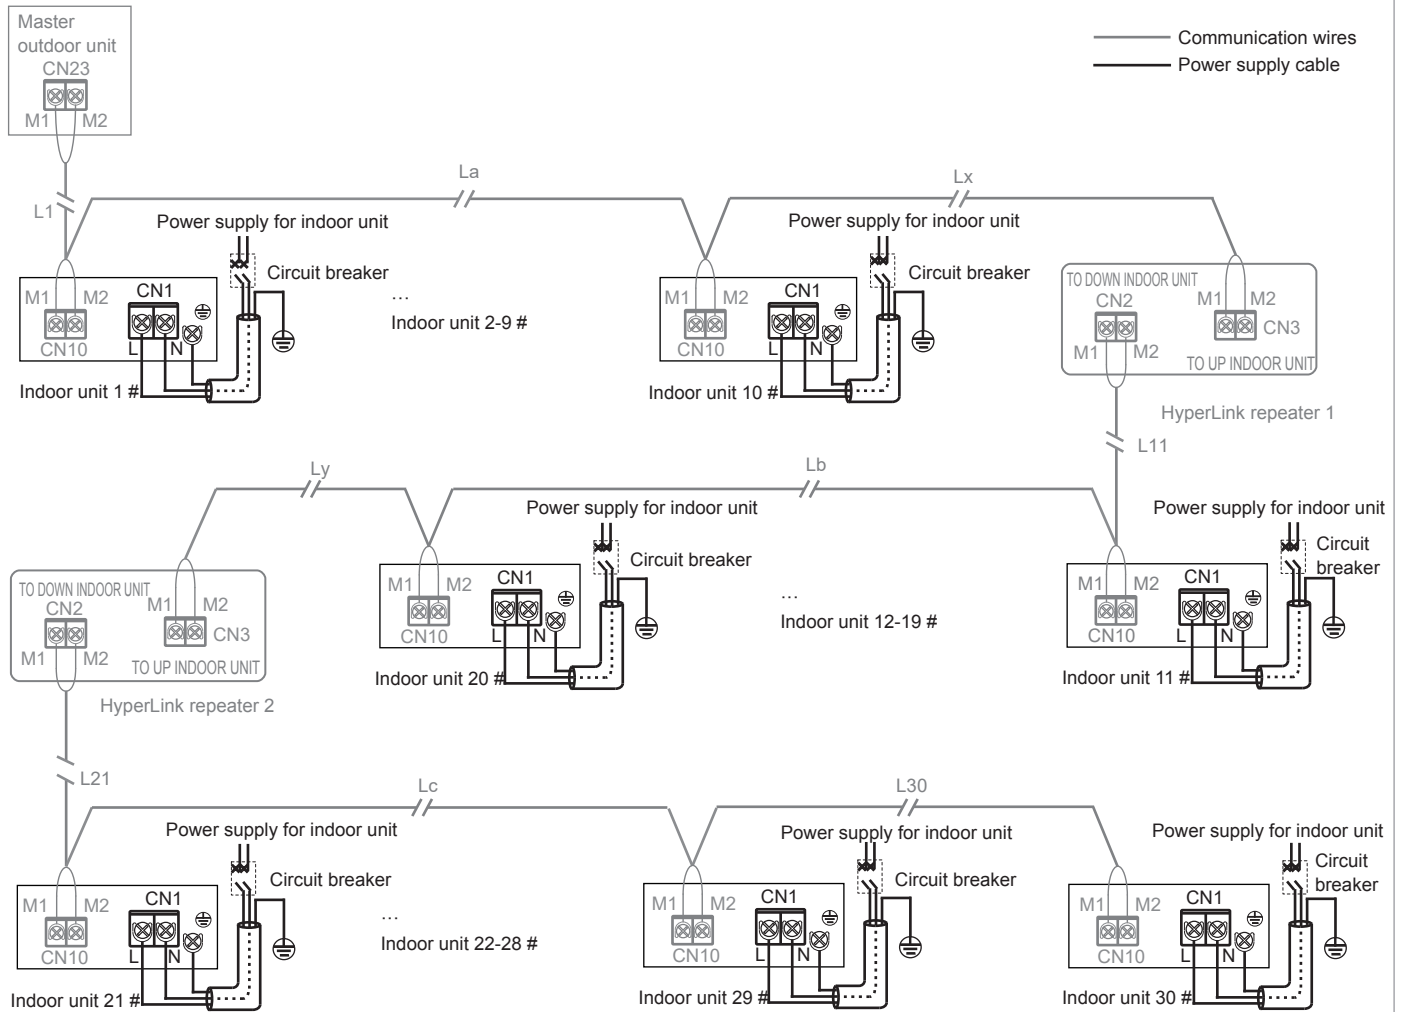 Master
outdoor unit
CN23
M1 M2
Communication wires
Power supply cable
La
Lx
L1
Power supply for indoor unit
Power supply for indoor unit
Circuit breaker
Circuit breaker
M1 M2 CN1
CN10 L N
Indoor unit 1 #
...
Indoor unit 2-9 #
M1 M2 CN1
CN10 L N
Indoor unit 10 #
TO DOWN INDOOR UNIT
CN2
M1 M2
M1 M2
CN3
TO UP INDOOR UNIT
HyperLink repeater 1
L11
Ly
Lb
Power supply for indoor unit
Power supply for indoor unit
Circuit breaker
Circuit
breaker
TO DOWN INDOOR UNIT
CN2
M1 M2
M1 M2
CN3
TO UP INDOOR UNIT
HyperLink repeater 2
M1 M2 CN1
CN10 L N
Indoor unit 20 #
...
Indoor unit 12-19 #
M1 M2 CN1
CN10 L N
Indoor unit 11 #
L21
Lc
L30
Power supply for indoor unit
Power supply for indoor unit
Power supply for indoor unit
Circuit breaker
Circuit breaker
Circuit
breaker
M1 M2 CN1
CN10 L N
Indoor unit 21 #
...
Indoor unit 22-28 #
M1 M2 CN1
CN10 L N
Indoor unit 29 #
M1 M2 CN1
CN10 L N
Indoor unit 30 #